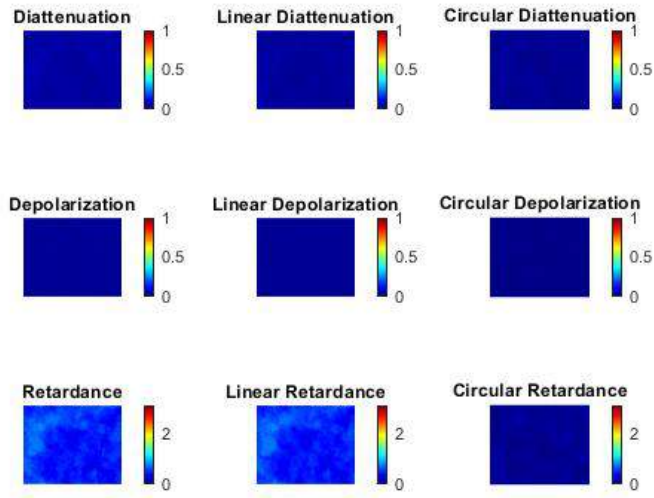 Diattenuation
Linear Diattenuation
Circular Diattenuation
1
0.5
0
1
0.5
0
1
0.5
0
Depolarization
Linear Depolarization
Circular Depolarization
1
0.5
0
1
0.5
0
1
0.5
0
Retardance
Linear Retardance
Circular Retardance
2
0
2
0
2
0